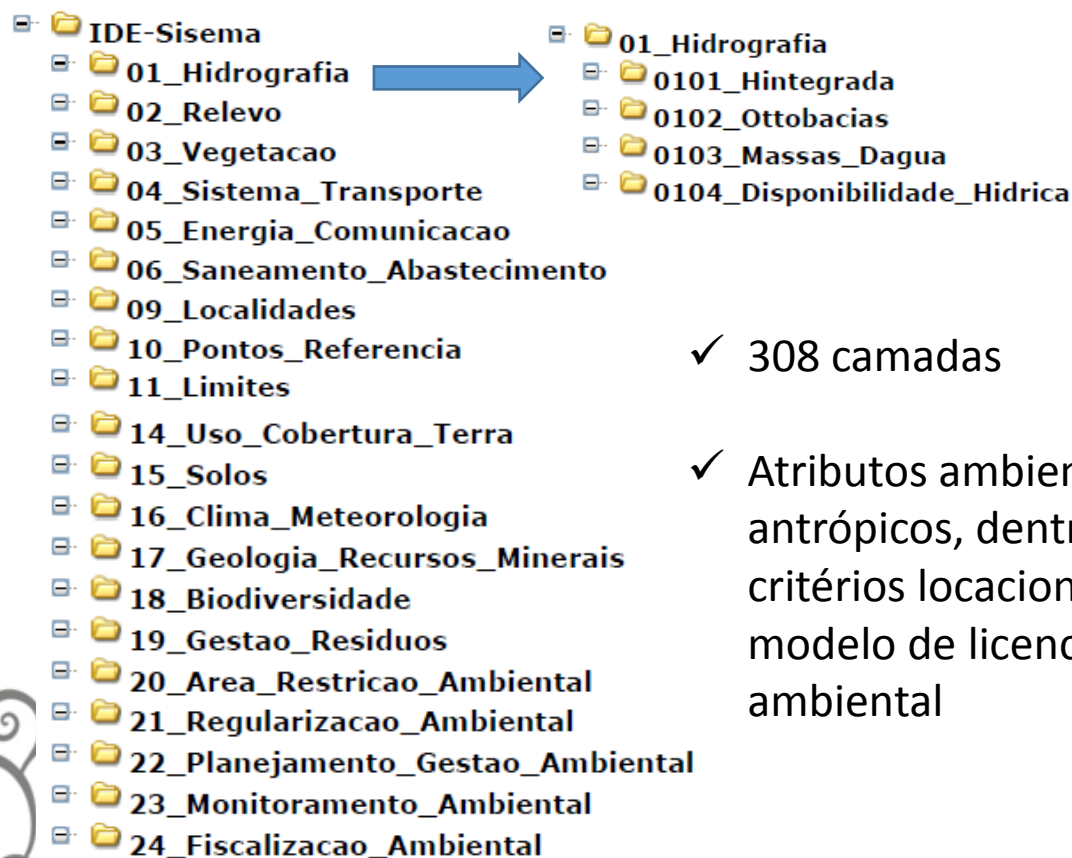 IDE-Sisema
01_Hidrografia
02_Relevo
03_Vegetacao
04_Sistema_Transporte
05_Energia_Comunicacao
06_Saneamento_Abastecimento
09_Localidades
10_Pontos_Referencia
11_Limites
14_Uso_Cobertura_Terra
15_Solos
16_Clima_Meteorologia
17_Geologia_Recursos_Minerais
18_Biodiversidade
19_Gestao_Residuos
20_Area_Restricao_Ambiental
21_Regularizacao_Ambiental
22_Planejamento_Gestao_Ambiental
23_Monitoramento_Ambiental
24_Fiscalizacao_Ambiental
01_Hidrografia
0101_Hintegrada
0102_Ottobacias
0103_Massas_Dagua
0104_Disponibilidade_Hidrica
✓ 308 camadas
✓ Atributos
antrópicos,
critérios
modelo de
ambiental